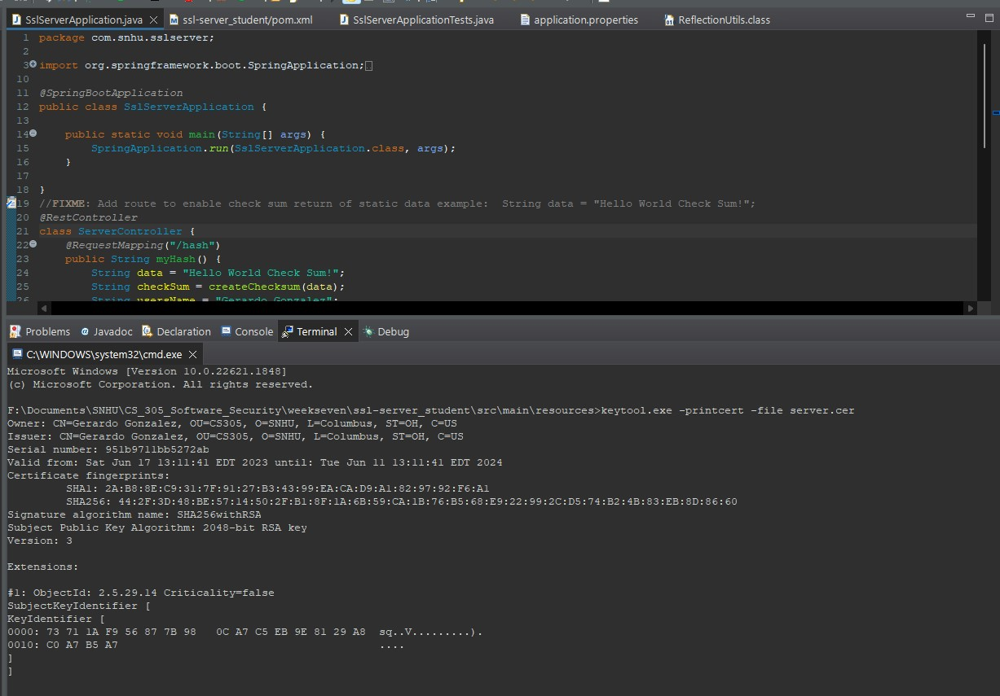 SslServerApplication.java ssl-server_student/pom.xml SslServerApplicationTests.java application.properties ReflectionUtils.class
1 package com.snhu.sslserver;
2
3 import org.springframework.boot.SpringApplication;
10
11 @SpringBootApplication
12 public class SslServerApplication {
13
14 public static void main(String[] args) {
15 SpringApplication.run(SslServerApplication.class, args);
16 }
17
18 }
19 //FIXME: Add route to enable check sum return of static data example:  String data = "Hello World Check Sum!";
20 @RestController
21 class ServerController {
22 @RequestMapping("/hash")
23 public String myHash() {
24 String data = "Hello World Check Sum!";
25 String checkSum = createChecksum(data);
26 String usersName = "Gerardo Gonzalez";
Problems Javadoc Declaration Console Terminal Debug
C:\WINDOWS\system32\cmd.exe
Microsoft Windows [Version 10.0.22621.1848]
(c) Microsoft Corporation. All rights reserved.
F:\Documents\SNHU\CS_305_Software_Security\weekseven\ssl-server_student\src\main\resources>keytool.exe -printcert -file server.cer
Owner: CN=Gerardo Gonzalez, OU=CS305, O=SNHU, L=Columbus, ST=OH, C=US
Issuer: CN=Gerardo Gonzalez, OU=CS305, O=SNHU, L=Columbus, ST=OH, C=US
Serial number: 951b9711bb5272ab
Valid from: Sat Jun 17 13:11:41 EDT 2023 until: Tue Jun 11 13:11:41 EDT 2024
Certificate fingerprints:
SHA1: 2A:B8:8E:C9:31:7F:91:27:B3:43:99:EA:CA:D9:A1:82:97:92:F6:A1
SHA256: 44:2F:3D:48:BE:57:14:50:2F:B1:8F:1A:6B:59:CA:1B:76:B5:68:E9:22:99:2C:D5:74:B2:4B:83:EB:8D:86:60
Signature algorithm name: SHA256withRSA
Subject Public Key Algorithm: 2048-bit RSA key
Version: 3
Extensions:
#1: ObjectId: 2.5.29.14 Criticality=false
SubjectKeyIdentifier [
KeyIdentifier [
0000: 73 71 1A F9 56 87 7B 98   0C A7 C5 EB 9E 81 29 A8  sq..V.........).
0010: C0 A7 B5 A7                                        ....
]
]